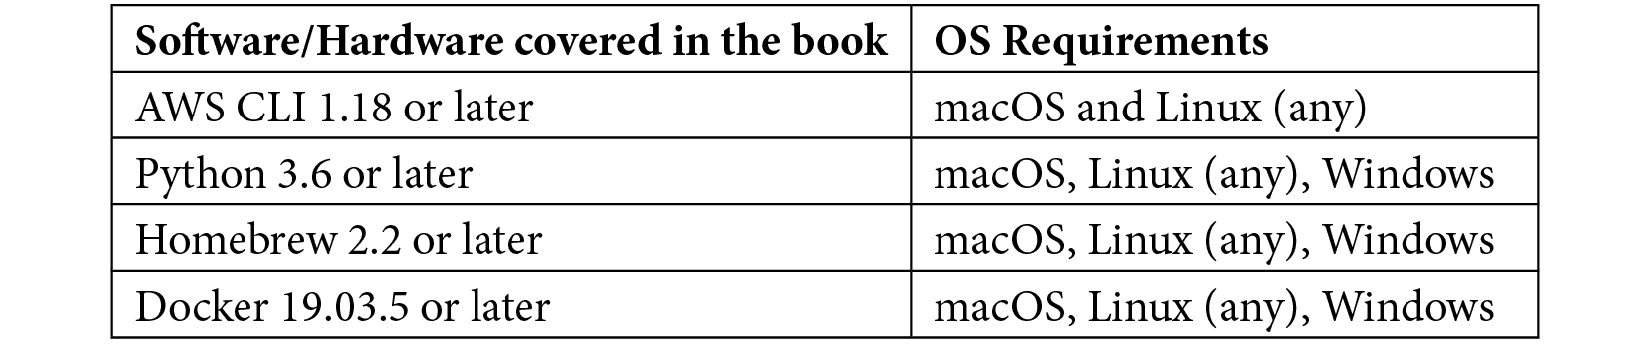 Software/Hardware covered in the book OS Requirements
AWS CLI 1.18 or later macOS and Linux (any)
Python 3.6 or later macOS, Linux (any), Windows
Homebrew 2.2 or later macOS, Linux (any), Windows
Docker 19.03.5 or later macOS, Linux (any), Windows